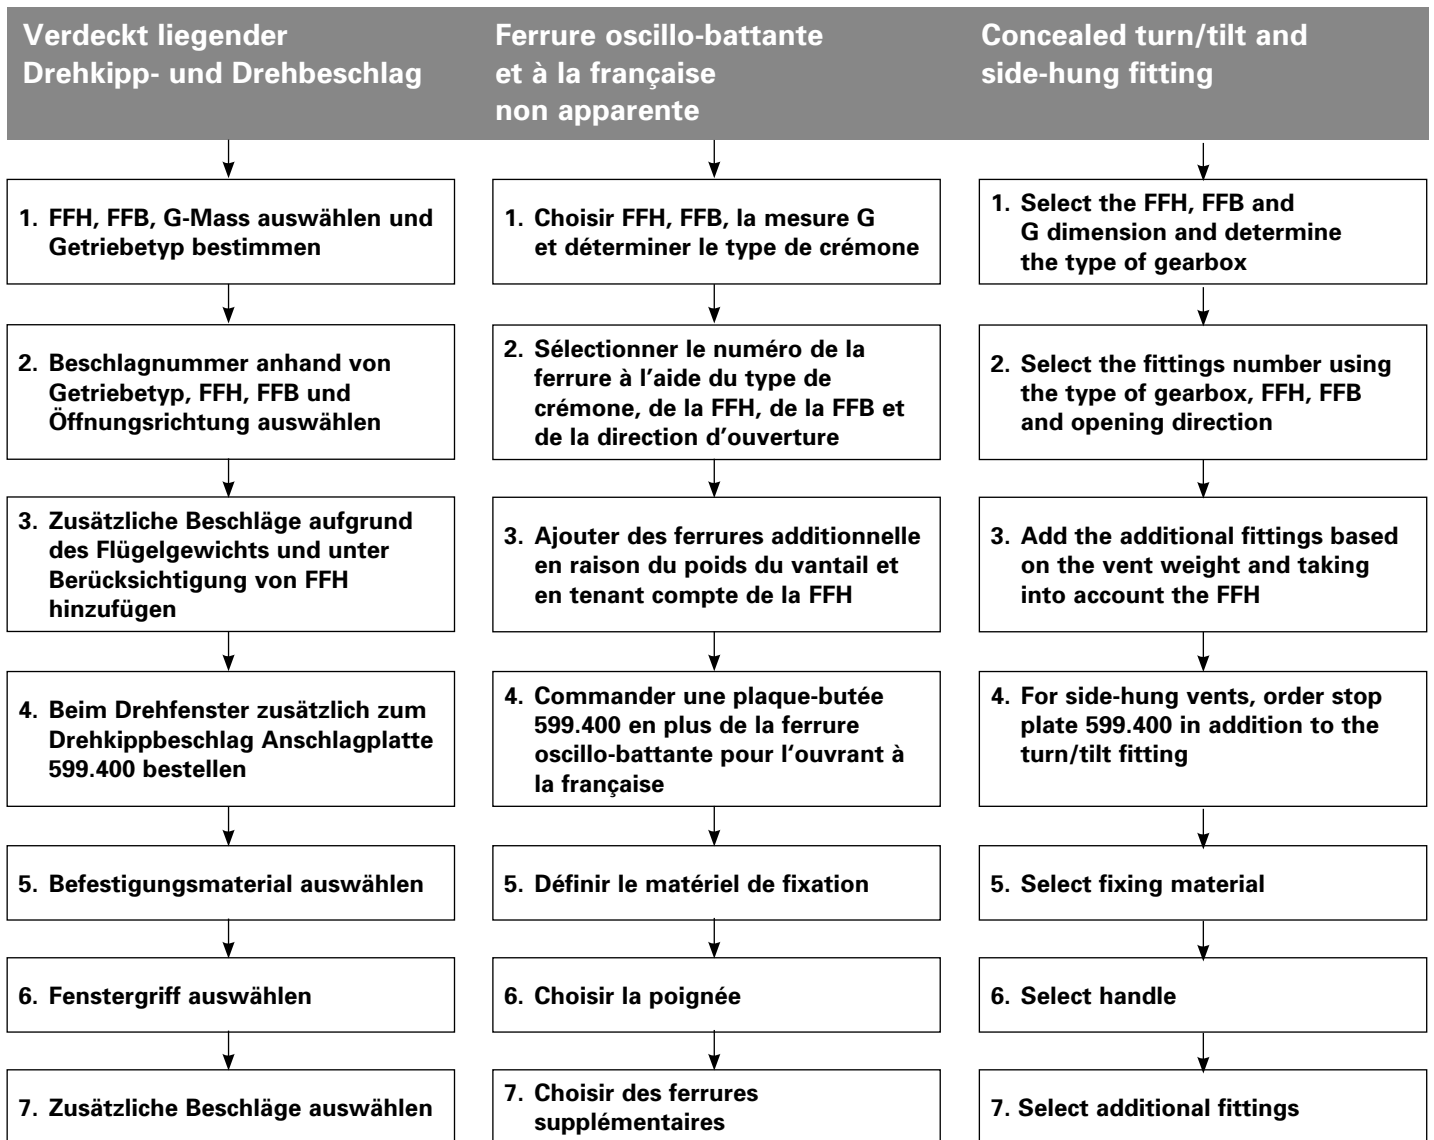 Verdeckt liegender
Drehkipp- und Drehbeschlag
1. FFH, FFB, G-Mass auswählen und
Getriebetyp bestimmen
2. Beschlagnummer anhand von
Getriebetyp, FFH, FFB und
Öffnungsrichtung auswählen
3. Zusätzliche Beschläge aufgrund
des Flügelgewichts und unter
Berücksichtigung von FFH
hinzufügen
4. Beim Drehfenster zusätzlich zum
Drehkippbeschlag Anschlagplatte
599.400 bestellen
5. Befestigungsmaterial auswählen
6. Fenstergriff auswählen
7. Zusätzliche Beschläge auswählen
Ferrure oscillo-battante
et à la française
non apparente
1. Choisir FFH, FFB, la mesure G
et déterminer le type de crémone
2. Sélectionner le numéro de la
ferrure à l’aide du type de
crémone, de la FFH, de la FFB et
de la direction d’ouverture
3. Ajouter des ferrures additionnelle
en raison du poids du vantail et
en tenant compte de la FFH
4. Commander une plaque-butée
599.400 en plus de la ferrure
oscillo-battante pour l‘ouvrant à
la française
5. Définir le matériel de fixation
6. Choisir la poignée
7. Choisir des ferrures
supplémentaires
Concealed turn/tilt and
side-hung fitting
1. Select the FFH, FFB and
G dimension and determine
the type of gearbox
2. Select the fittings number using
the type of gearbox, FFH, FFB
and opening direction
3. Add the additional fittings based
on the vent weight and taking
into account the FFH
4. For side-hung vents, order stop
plate 599.400 in addition to the
turn/tilt fitting
5. Select fixing material
6. Select handle
7. Select additional fittings